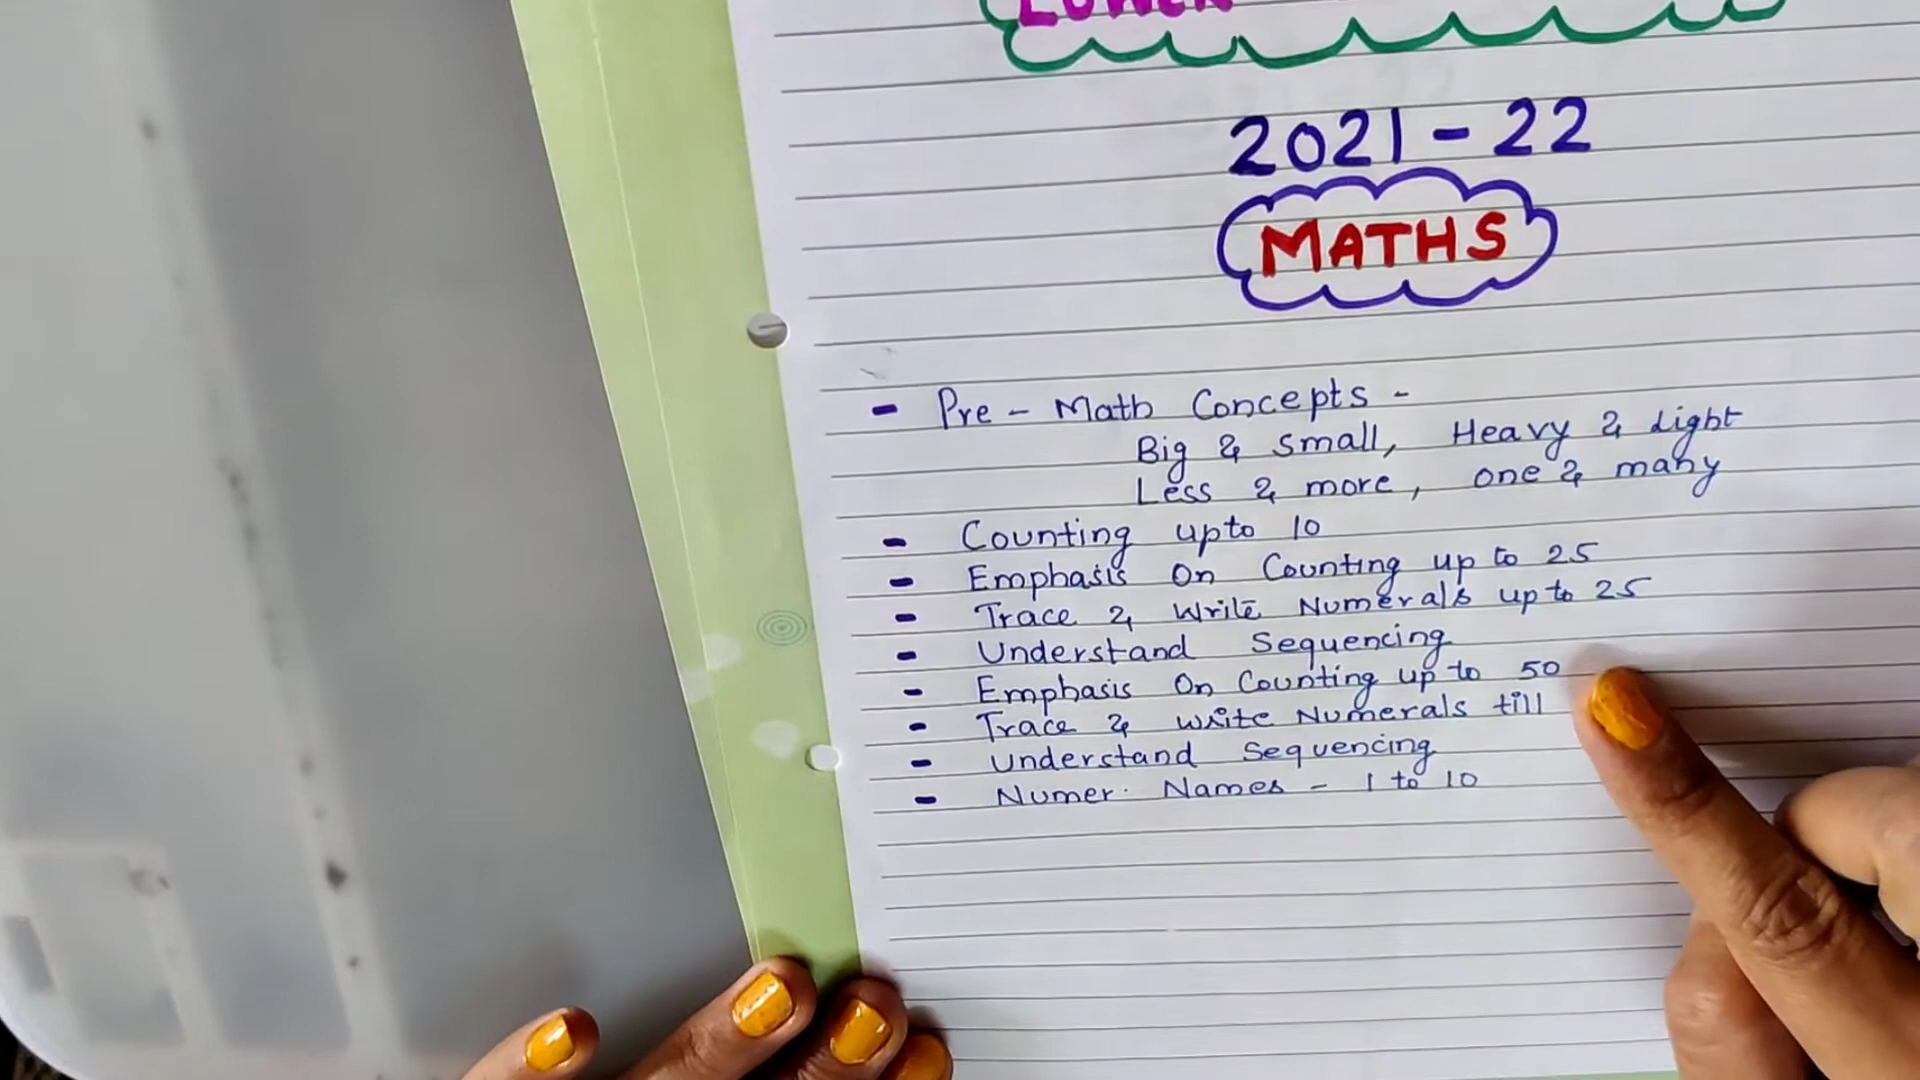 LOWER
2021-22
MATHS
- Pre - Math Concepts -
Big & small, Heavy & Light
Less & more, one & many
- Counting upto 10
- Emphasis On Counting up to 25
- Trace & Write Numerals up to 25
- Understand Sequencing
- Emphasis On Counting up to 50
- Trace & write Numerals till
- Understand Sequencing
- Numer. Names - 1 to 10